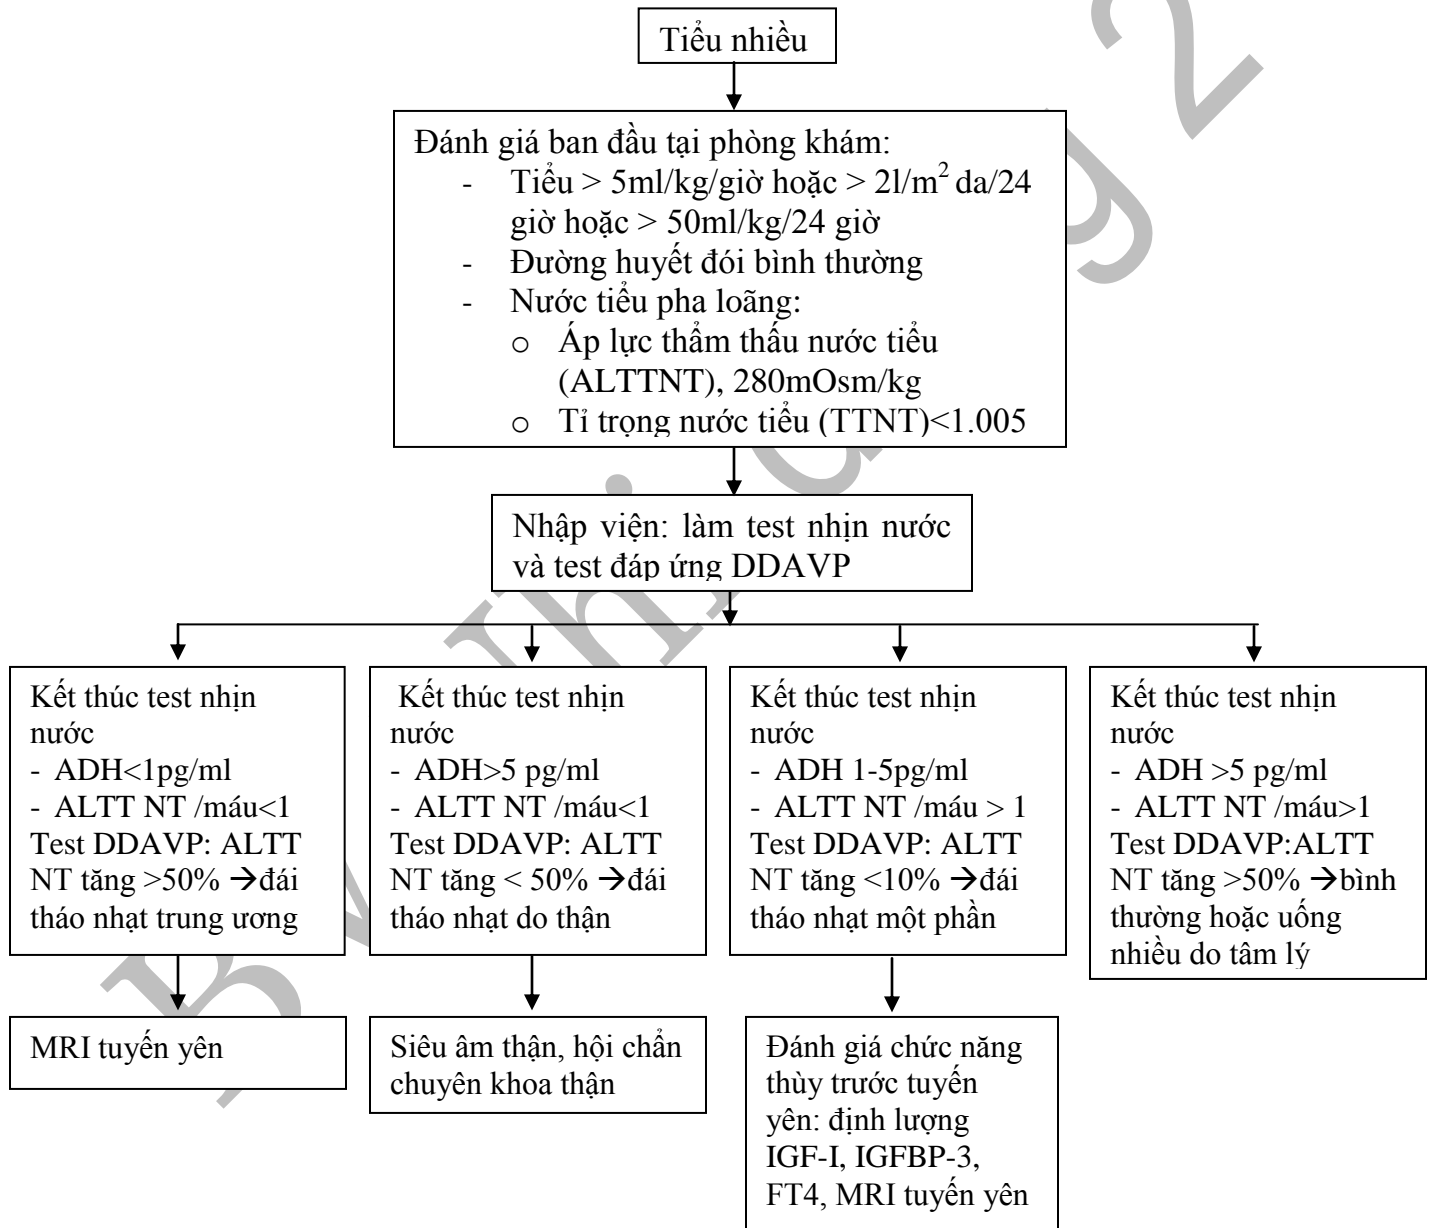 Tiểu nhiều
Đánh giá ban đầu tại phòng khám:
- Tiểu > 5ml/kg/giờ hoặc > 2l/m2 da/24
giờ hoặc > 50ml/kg/24 giờ
- Đường huyết đói bình thường
- Nước tiểu pha loãng:
o Áp lực thẩm thấu nước tiểu
(ALTTNT), 280mOsm/kg
o Tỉ trọng nước tiểu (TTNT)<1.005
Nhập viện: làm test nhịn nước
và test đáp ứng DDAVP
Kết thúc test nhịn
nước
- ADH<1pg/ml
- ALTT NT /máu<1
Test DDAVP: ALTT
NT tăng >50% →đái
tháo nhạt trung ương
Kết thúc test nhịn
nước
- ADH>5 pg/ml
- ALTT NT /máu<1
Test DDAVP: ALTT
NT tăng < 50% →đái
tháo nhạt do thận
Kết thúc test nhịn
nước
- ADH 1-5pg/ml
- ALTT NT /máu > 1
Test DDAVP: ALTT
NT tăng <10% →đái
tháo nhạt một phần
Kết thúc test nhịn
nước
- ADH >5 pg/ml
- ALTT NT /máu>1
Test DDAVP:ALTT
NT tăng >50% →bình
thường hoặc uống
nhiều do tâm lý
MRI tuyến yên
Siêu âm thận, hội chẩn
chuyên khoa thận
Đánh giá chức năng
thùy trước tuyến
yên: định lượng
IGF-I, IGFBP-3,
FT4, MRI tuyến yên